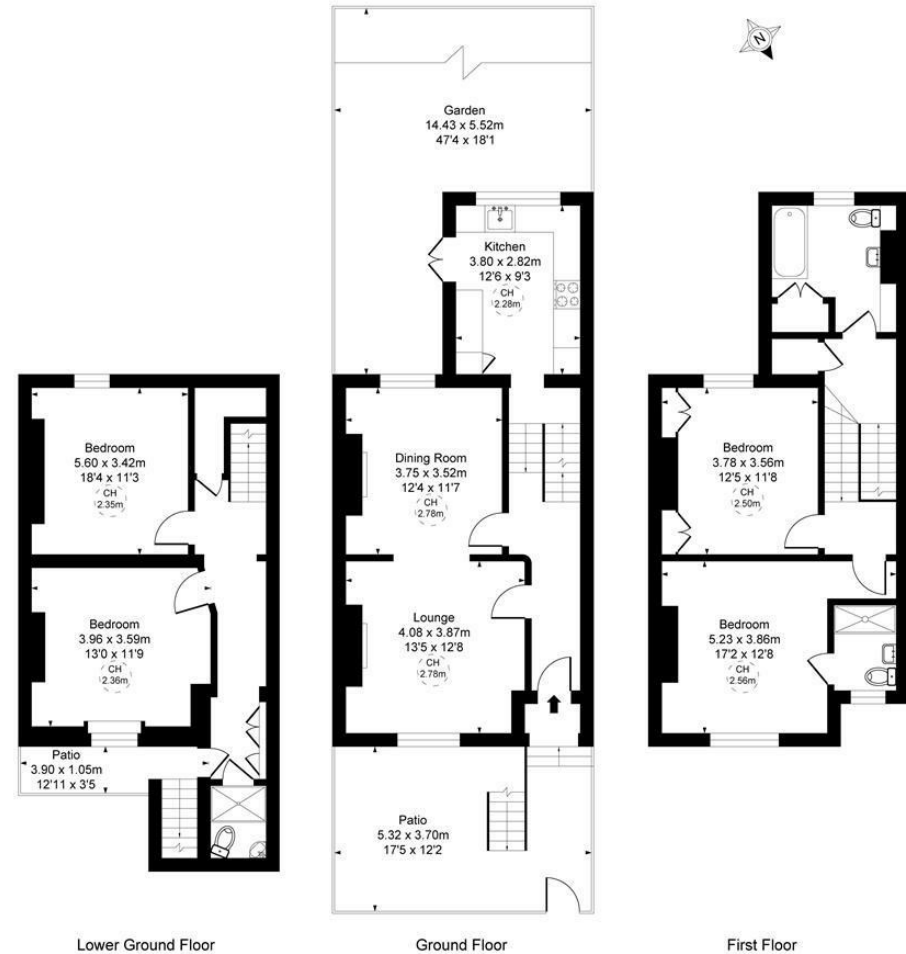 N
Garden
14.43 x 5.52m
47'4 x 18'1
Kitchen
3.80 x 2.82m
12'6 x 9'3
CH
2.28m
Bedroom
5.60 x 3.42m
18'4 x 11'3
CH
2.35m
Dining Room
3.75 x 3.52m
12'4 x 11'7
CH
2.78m
Bedroom
3.78 x 3.56m
12'5 x 11'8
CH
2.50m
Bedroom
3.96 x 3.59m
13'0 x 11'9
CH
2.36m
Lounge
4.08 x 3.87m
13'5 x 12'8
CH
2.78m
Bedroom
5.23 x 3.86m
17'2 x 12'8
CH
2.56m
Patio
3.90 x 1.05m
12'11 x 3'5
Patio
5.32 x 3.70m
17'5 x 12'2
Lower Ground Floor
Ground Floor
First Floor